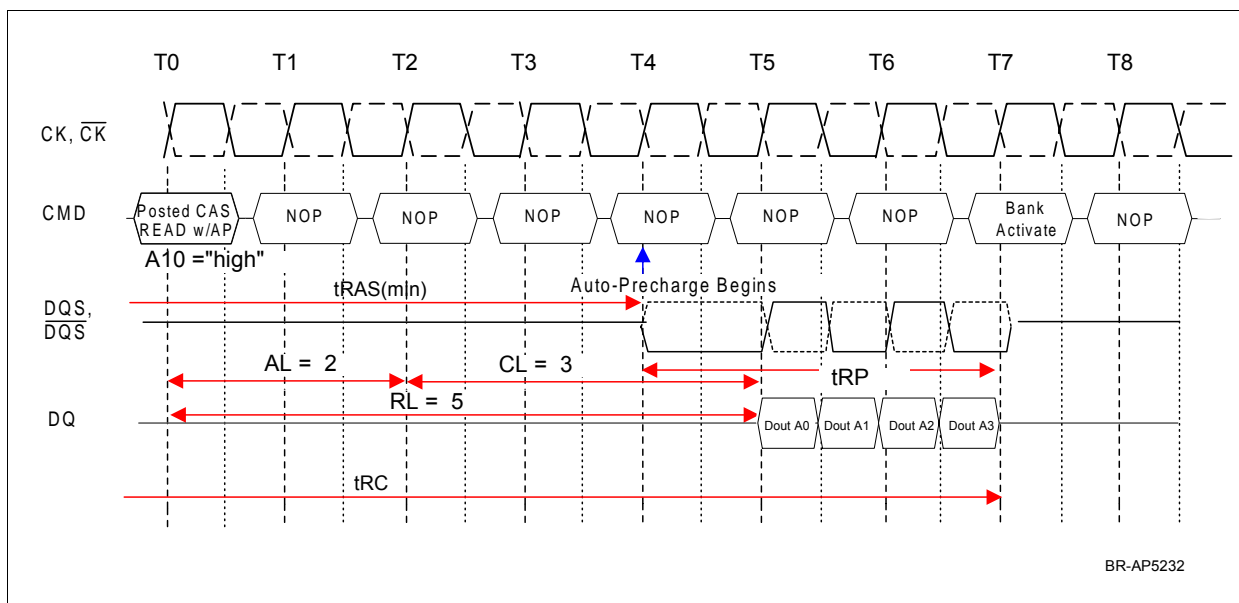 T0 T1 T2 T3 T4 T5 T6 T7 T8
CK, CK
CMD
Posted CAS
READ w/AP
NOP NOP NOP NOP NOP NOP
Bank
Activate
NOP
A10 ="high"
tRAS(min)
Auto-Precharge Begins
DQS,
DQS
AL = 2
CL = 3
tRP
RL = 5
DQ
Dout A0 Dout A1 Dout A2 Dout A3
tRC
BR-AP5232